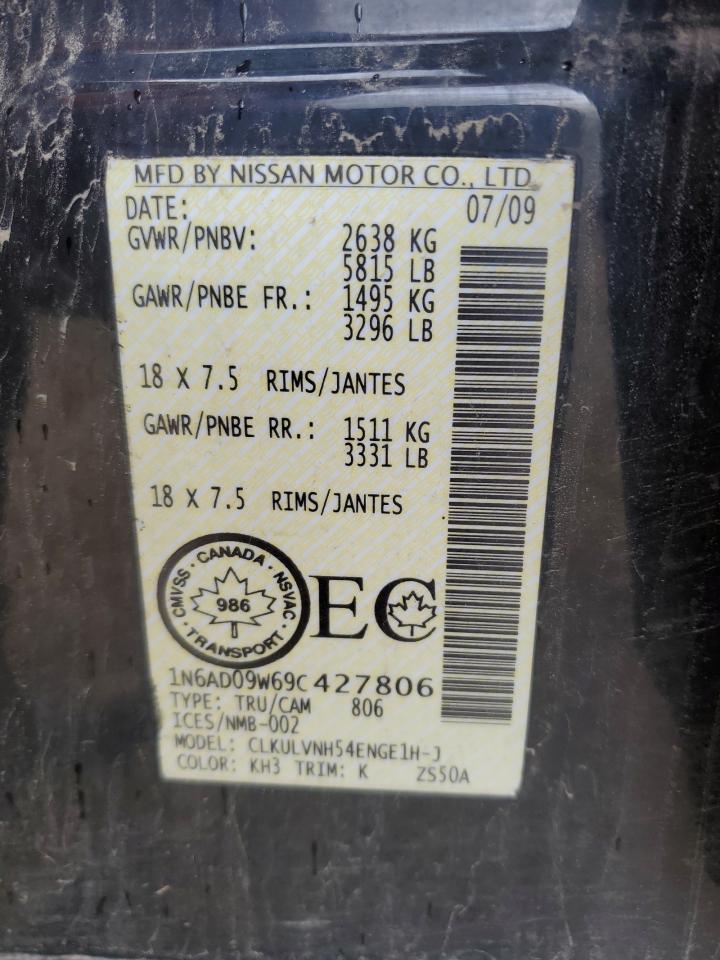 MFD BY NISSAN MOTOR CO., LTD.
DATE: 07/09
GVWR/PNBV: 2638 KG
5815 LB
GAWR/PNBE FR.: 1495 KG
3296 LB
18 X 7.5 RIMS/JANTES
GAWR/PNBE RR.: 1511 KG
3331 LB
18 X 7.5 RIMS/JANTES
CMVSS · CANADA · NSVAC · TRANSPORT ·
986
EC
1N6AD09W69C427806
TYPE: TRU/CAM 806
ICES/NMB-002
MODEL: CLKULVNH54ENGE1H-J
COLOR: KH3 TRIM: K ZS50A